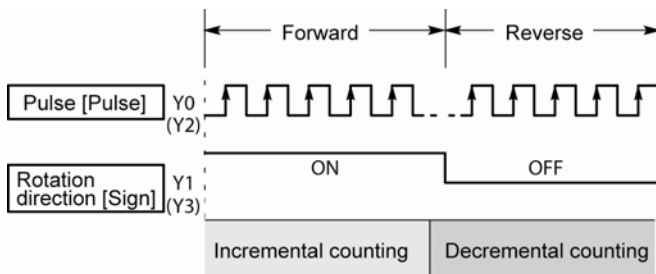 Forward
Reverse
Pulse [Pulse]
Y0
(Y2)
Rotation
direction [Sign]
Y1
(Y3)
ON
OFF
Incremental counting
Decremental counting